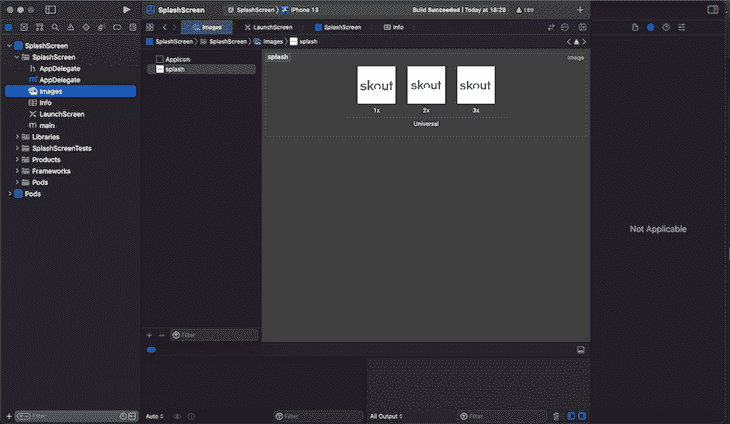 SplashScreen
SplashScreen
iPhone 13
Build Succeeded | Today at 18:28
189
Images
LaunchScreen
SplashScreen
Info
SplashScreen
SplashScreen
Images
splash
SplashScreen
SplashScreen
AppDelegate
AppDelegate
Images
Info
LaunchScreen
main
Libraries
SplashScreenTests
Products
Frameworks
Pods
Pods
AppIcon
splash
splash
Image
skout
skout
skout
1x
2x
3x
Universal
Not Applicable
Filter
Filter
Auto
Filter
All Output
Filter